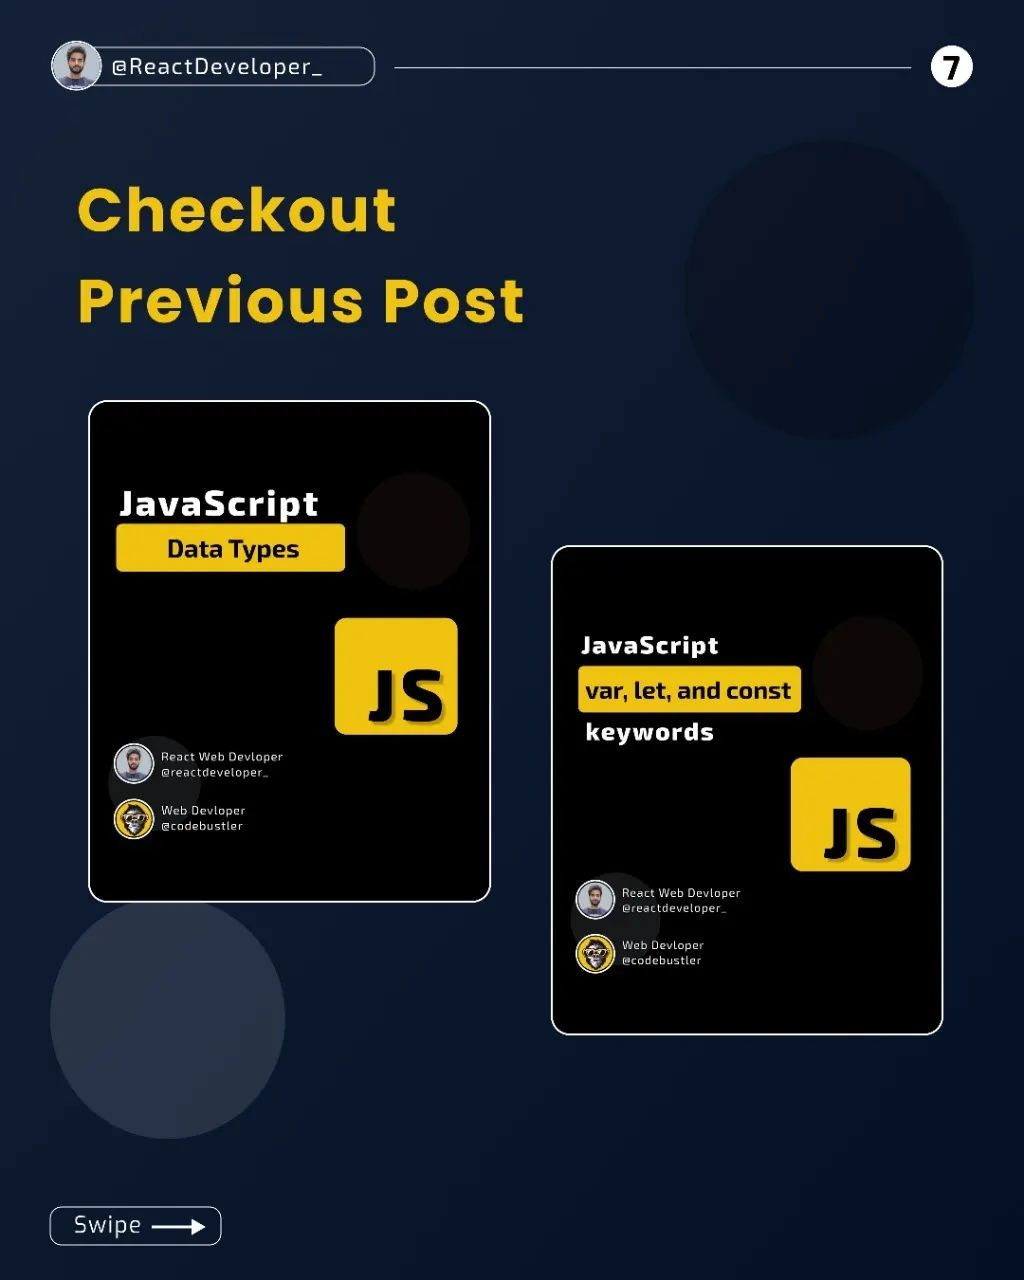 @ReactDeveloper_
7
Checkout
Previous Post
JavaScript
Data Types
JS
React Web Devloper
@reactdeveloper_
Web Devloper
@codebustler
JavaScript
var, let, and const
keywords
JS
React Web Devloper
@reactdeveloper_
Web Devloper
@codebustler
Swipe